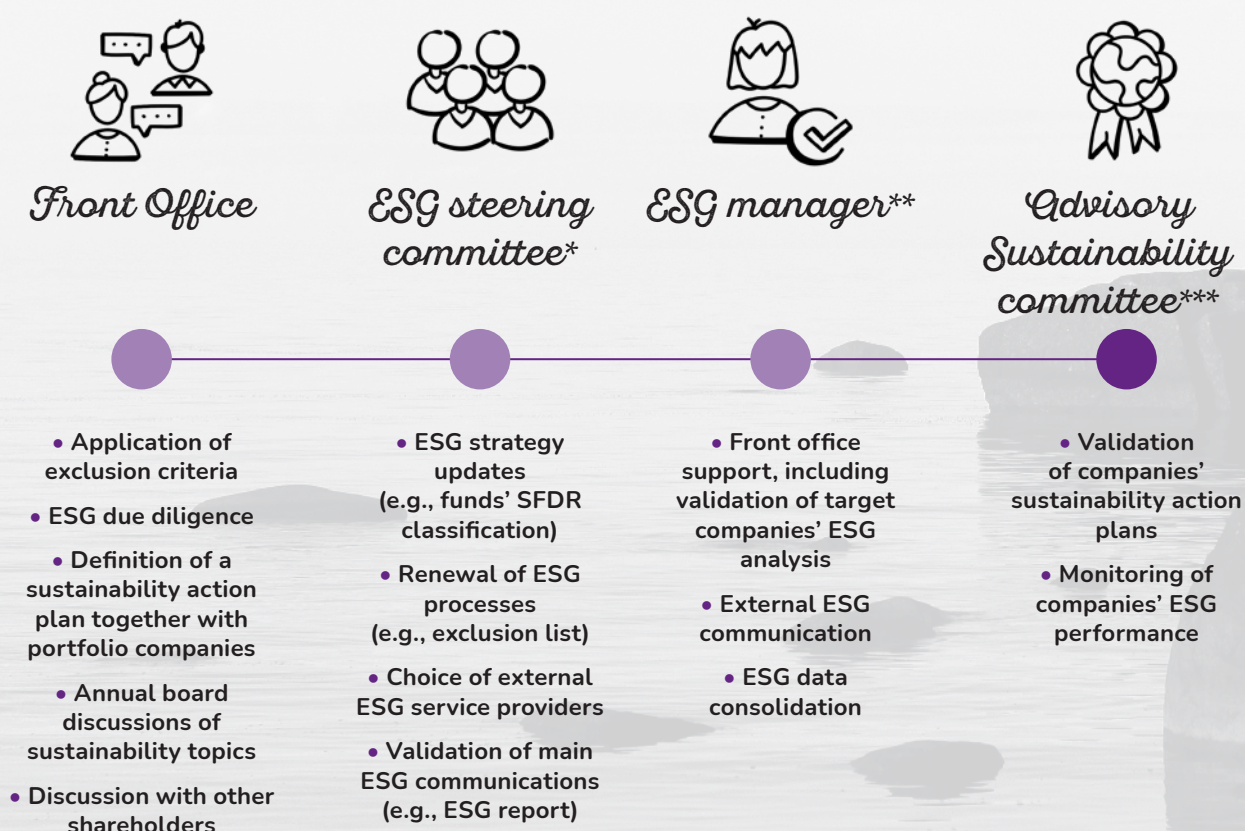 Front Office
ESG steering
committee*
ESG manager**
Advisory
Sustainability
committee***
• Application of
exclusion criteria
• ESG due diligence
• Definition of a
sustainability action
plan together with
portfolio companies
• Annual board
discussions of
sustainability topics
• Discussion with other
shareholders
• ESG strategy
updates
(e.g., funds’ SFDR
classification)
• Renewal of ESG
processes
(e.g., exclusion list)
• Choice of external
ESG service providers
• Validation of main
ESG communications
(e.g., ESG report)
• Front office
support, including
validation of target
companies’ ESG
analysis
• External ESG
communication
• ESG data
consolidation
• Validation
of companies’
sustainability action
plans
• Monitoring of
companies’ ESG
performance